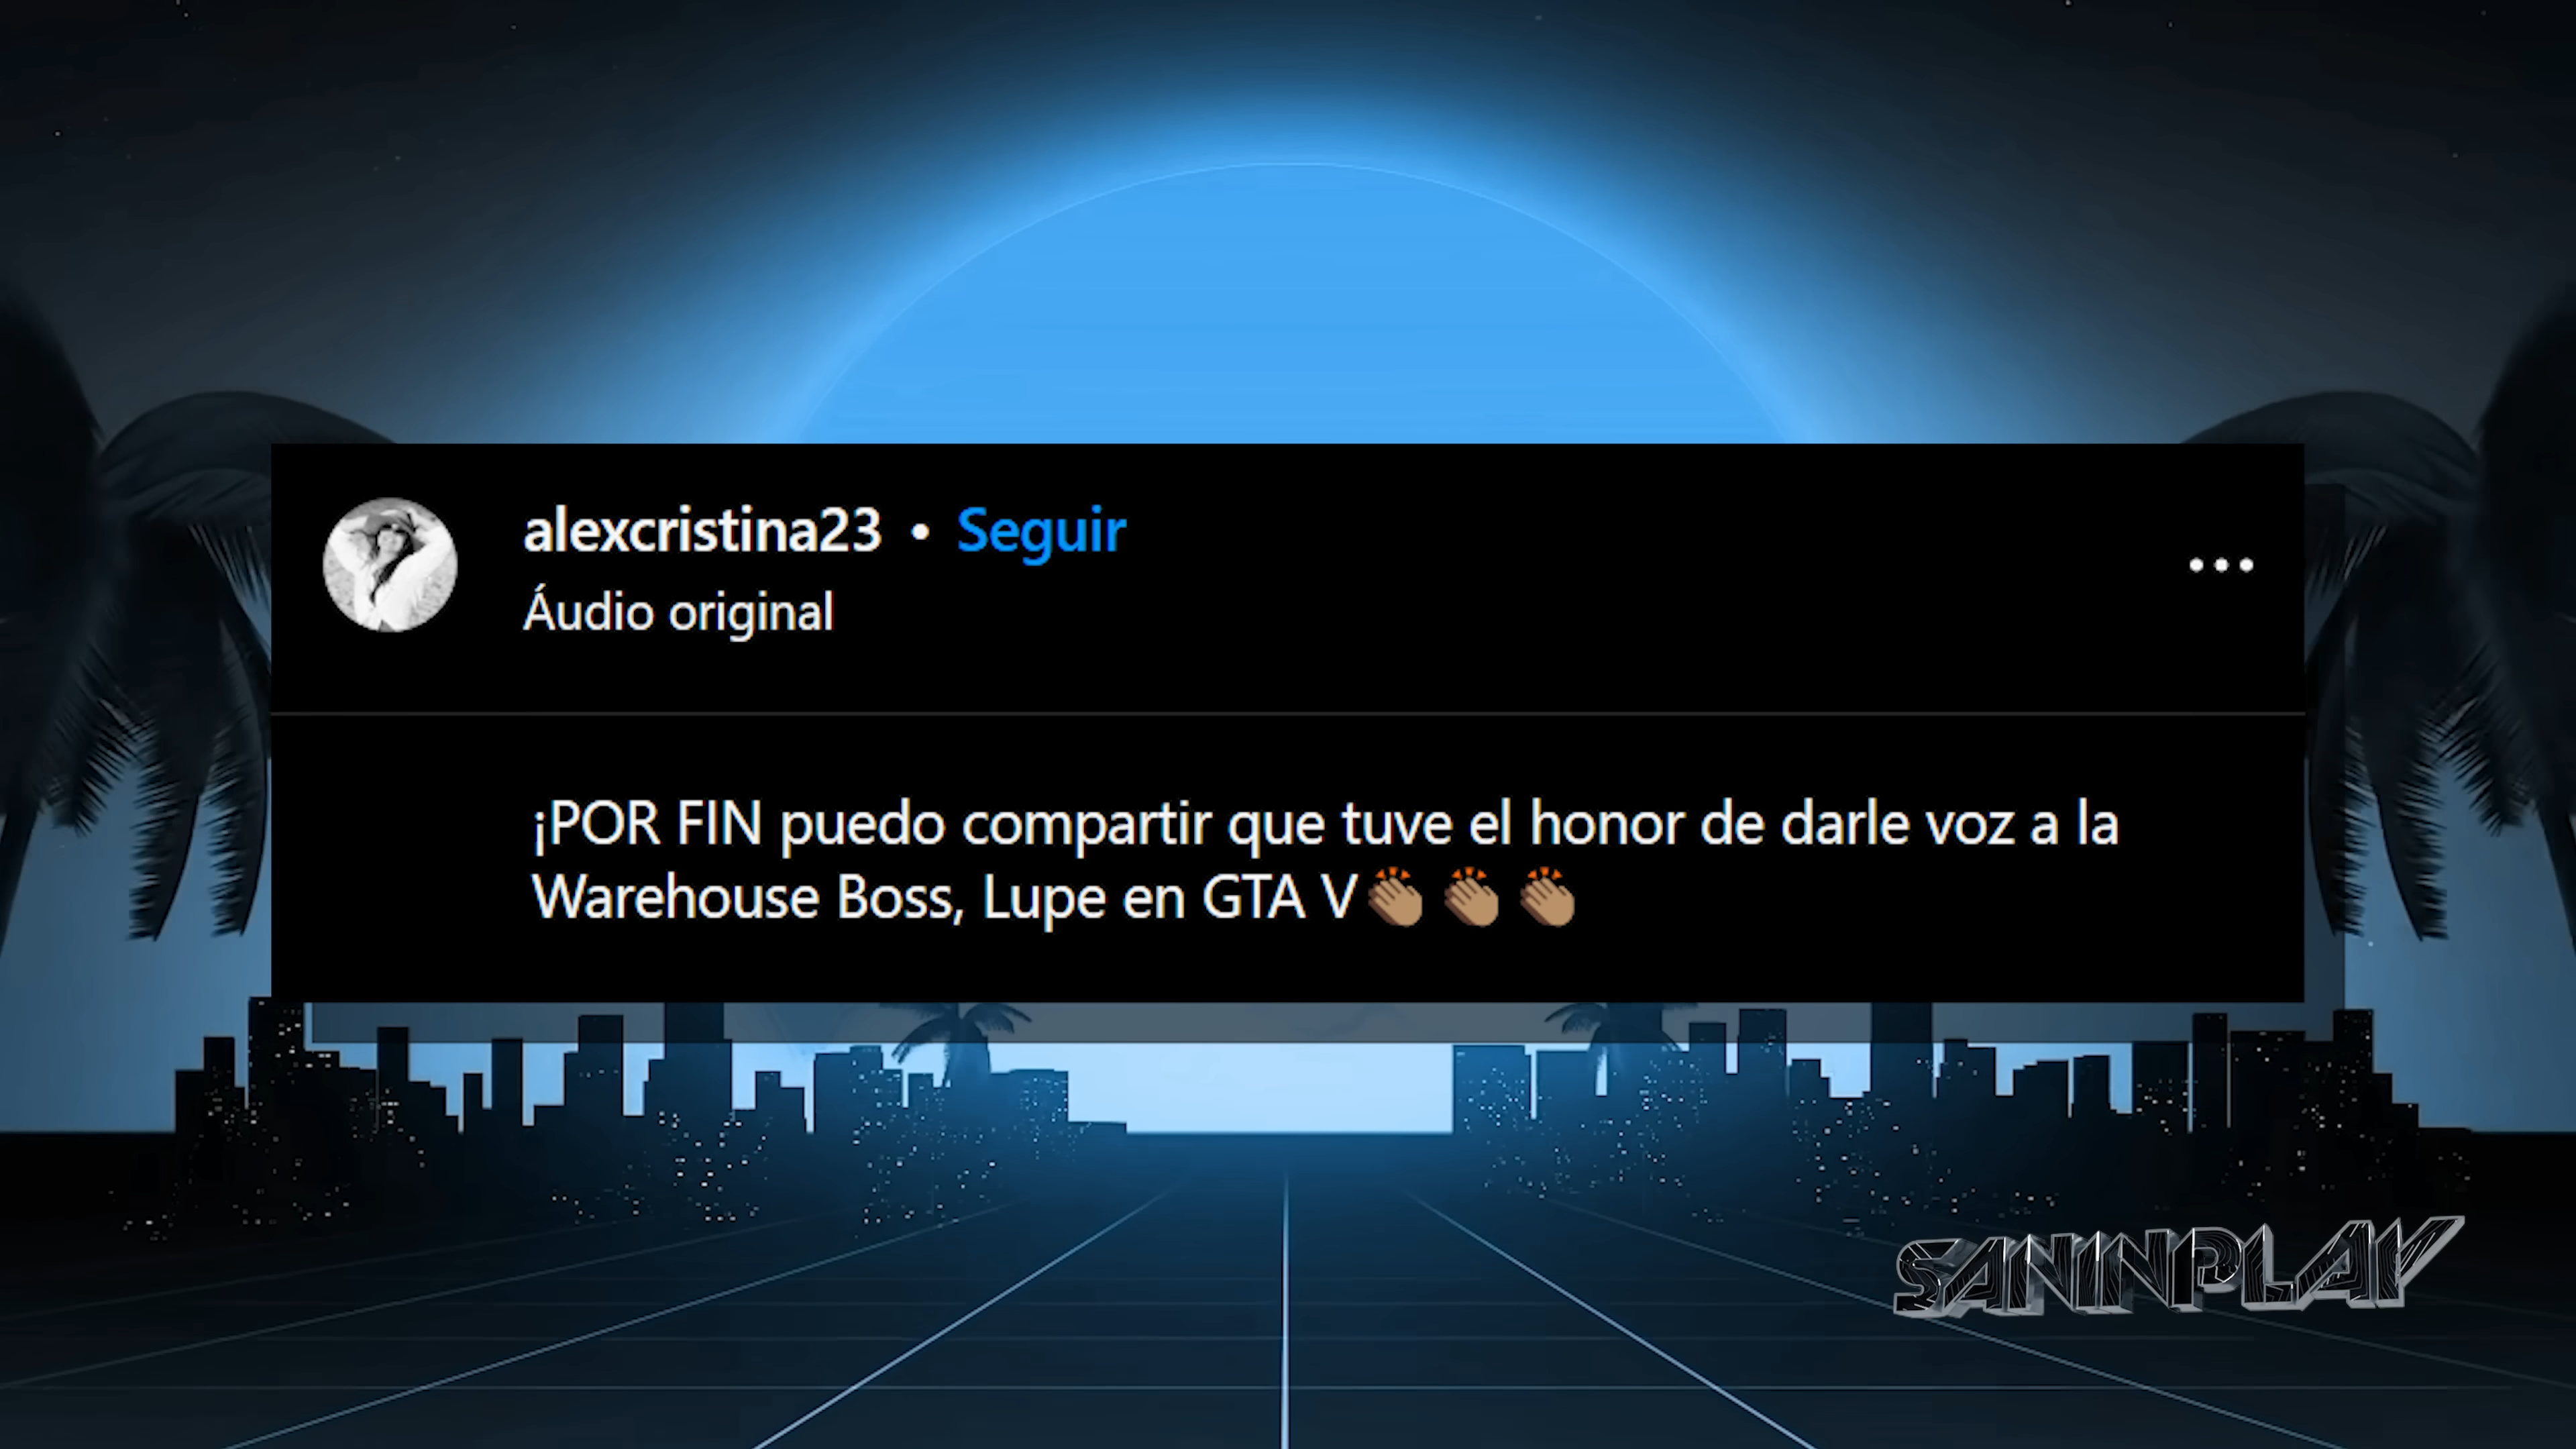 alexcristina23 • Seguir
Áudio original
¡POR FIN puedo compartir que tuve el honor de darle voz a la
Warehouse Boss, Lupe en GTA V👏🏽 👏🏽 👏🏽
SANINPLAY